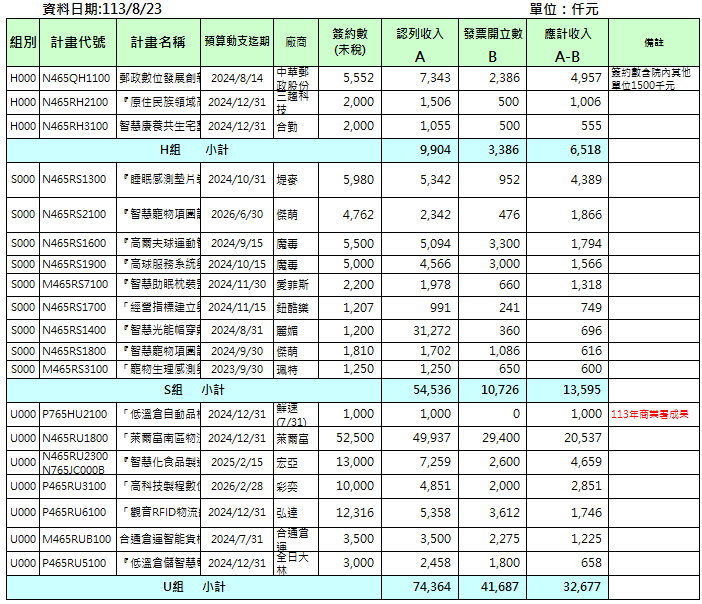 資料日期:113/8/23 單位：仟元
組別 計畫代號 計畫名稱 預算動支迄期 廠商 簽約數(未稅) 認列收入 A 發票開立數 B 應計收入 A-B 備註
H000 N465QH1100 郵政數位發展創新 2024/8/14 中華郵政股份 5,552 7,343 2,386 4,957 簽約數含院內其他單位1500千元
H000 N465RH2100 『原住民族領域 2024/12/31 三趨科技 2,000 1,506 500 1,006
H000 N465RH3100 智慧康養共生宅 2024/12/31 合勤 2,000 1,055 500 555
H組 小計 9,904 3,386 6,518
S000 N465RS1300 『睡眠感測墊片 2024/10/31 堤麥 5,980 5,342 952 4,389
S000 N465RS2100 『智慧寵物項圈 2026/6/30 傑萌 4,762 2,342 476 1,866
S000 N465RS1600 『高爾夫球運動 2024/9/15 魔毒 5,500 5,094 3,300 1,794
S000 N465RS1900 『高球服務系統 2024/10/15 魔毒 5,000 4,566 3,000 1,566
S000 M465RS7100 『智慧助眠枕裝 2024/11/30 愛菲斯 2,200 1,978 660 1,318
S000 N465RS1700 「經營指標建立 2024/11/15 鈕酷樂 1,207 991 241 749
S000 N465RS1400 『智慧光能帽穿 2024/8/31 麗媚 1,200 31,272 360 696
S000 N465RS1800 『智慧寵物項圈 2024/9/30 傑萌 1,810 1,702 1,086 616
S000 M465RS3100 「寵物生理感測 2023/9/30 珮特 1,250 1,250 650 600
S組 小計 54,536 10,726 13,595
U000 P765HU2100 「低溫倉自動品 2024/12/31 鮮速(7/31) 1,000 1,000 0 1,000 113年商業署成果
U000 N465RU1800 「萊爾富南區物流 2024/12/31 萊爾富 52,500 49,937 29,400 20,537
U000 N465RU2300 N765JC000B 『智慧化食品製造 2025/2/15 宏亞 13,000 7,259 2,600 4,659
U000 P465RU3100 「高科技製程數位 2026/2/28 彩奕 10,000 4,851 2,000 2,851
U000 P465RU6100 「觀音RFID物流 2024/12/31 弘達 12,316 5,358 3,612 1,746
U000 M465RUB100 合通倉運智能貨 2024/7/31 合通倉運 3,500 3,500 2,275 1,225
U000 P465RU5100 『低溫倉儲智慧 2024/12/31 全日大林 3,000 2,458 1,800 658
U組 小計 74,364 41,687 32,677